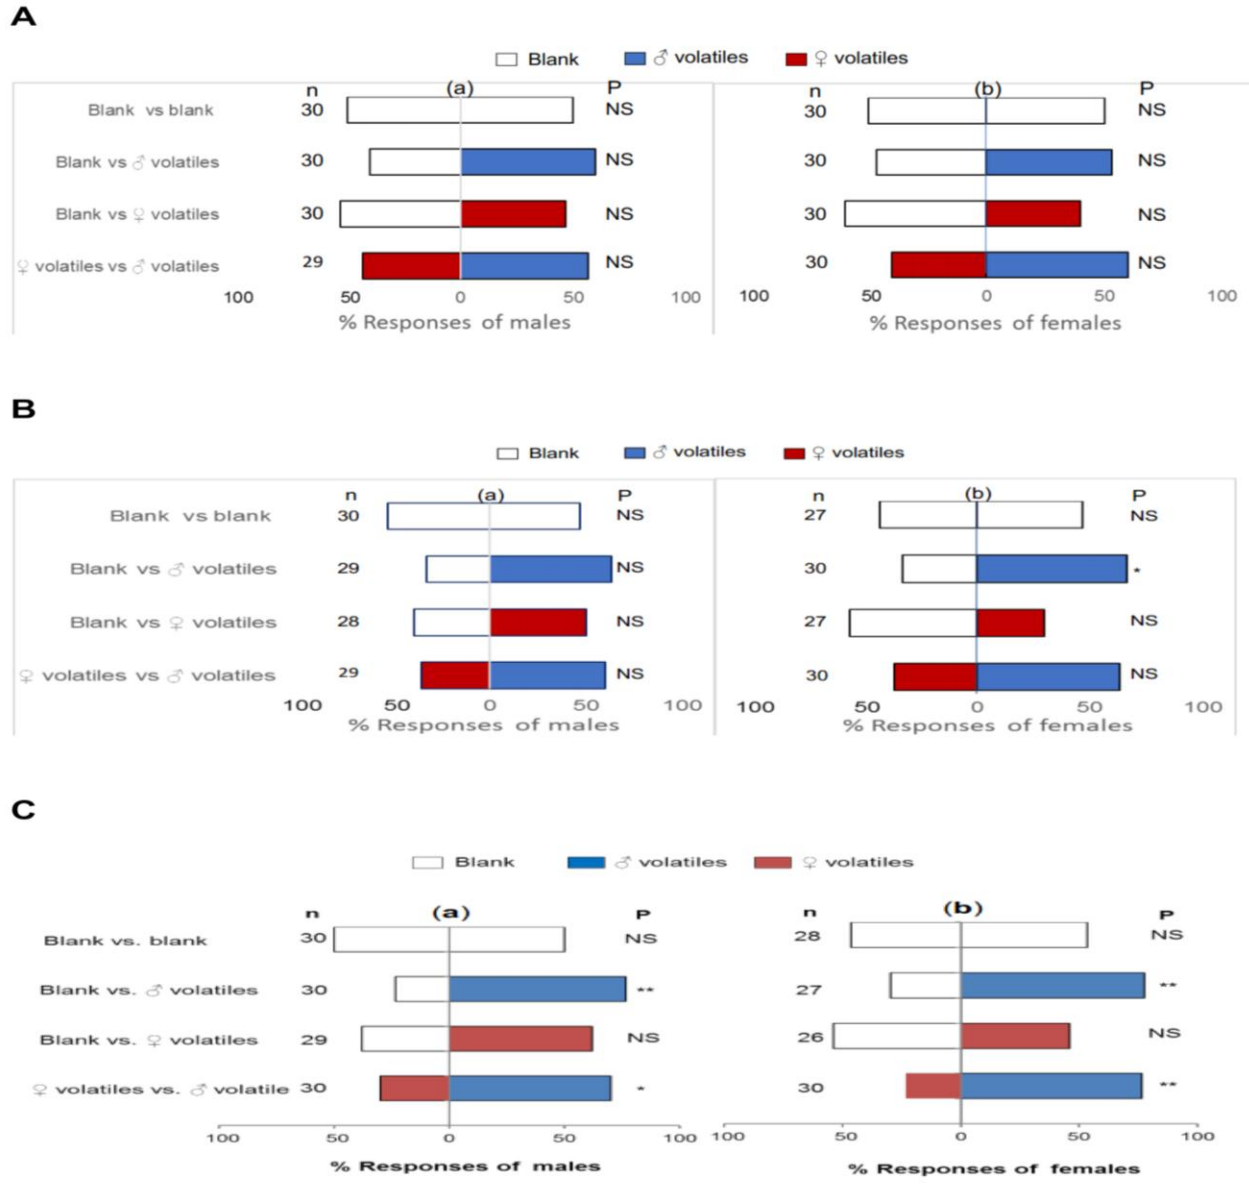 A
Blank ♂ volatiles ♀ volatiles
n (a) P n (b) P
Blank vs blank 30 NS 30 NS
Blank vs ♂ volatiles 30 NS 30 NS
Blank vs ♀ volatiles 30 NS 30 NS
♀ volatiles vs ♂ volatiles 29 NS 30 NS
100 50 0 50 100 100 50 0 50 100
% Responses of males % Responses of females
B
Blank ♂ volatiles ♀ volatiles
n (a) P n (b) P
Blank vs blank 30 NS 27 NS
Blank vs ♂ volatiles 29 NS 30 *
Blank vs ♀ volatiles 28 NS 27 NS
♀ volatiles vs ♂ volatiles 29 NS 30 NS
100 50 0 50 100 100 50 0 50 100
% Responses of males % Responses of females
C
Blank ♂ volatiles ♀ volatiles
n (a) P n (b) P
Blank vs. blank 30 NS 28 NS
Blank vs. ♂ volatiles 30 ** 27 **
Blank vs. ♀ volatiles 29 NS 26 NS
♀ volatiles vs. ♂ volatile 30 * 30 **
100 50 0 50 100 100 50 0 50 100
% Responses of males % Responses of females